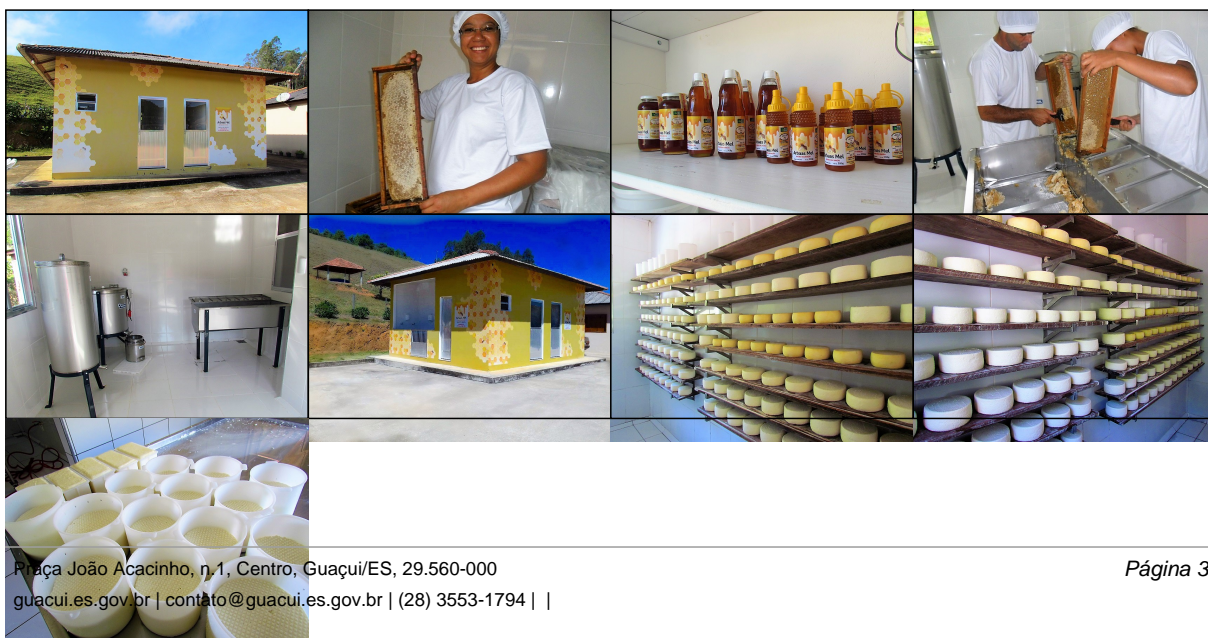 Praça João Acacinho, n.1, Centro, Guaçui/ES, 29.560-000
Página 3
guacui.es.gov.br | contato@guacui.es.gov.br | (28) 3553-1794 | |